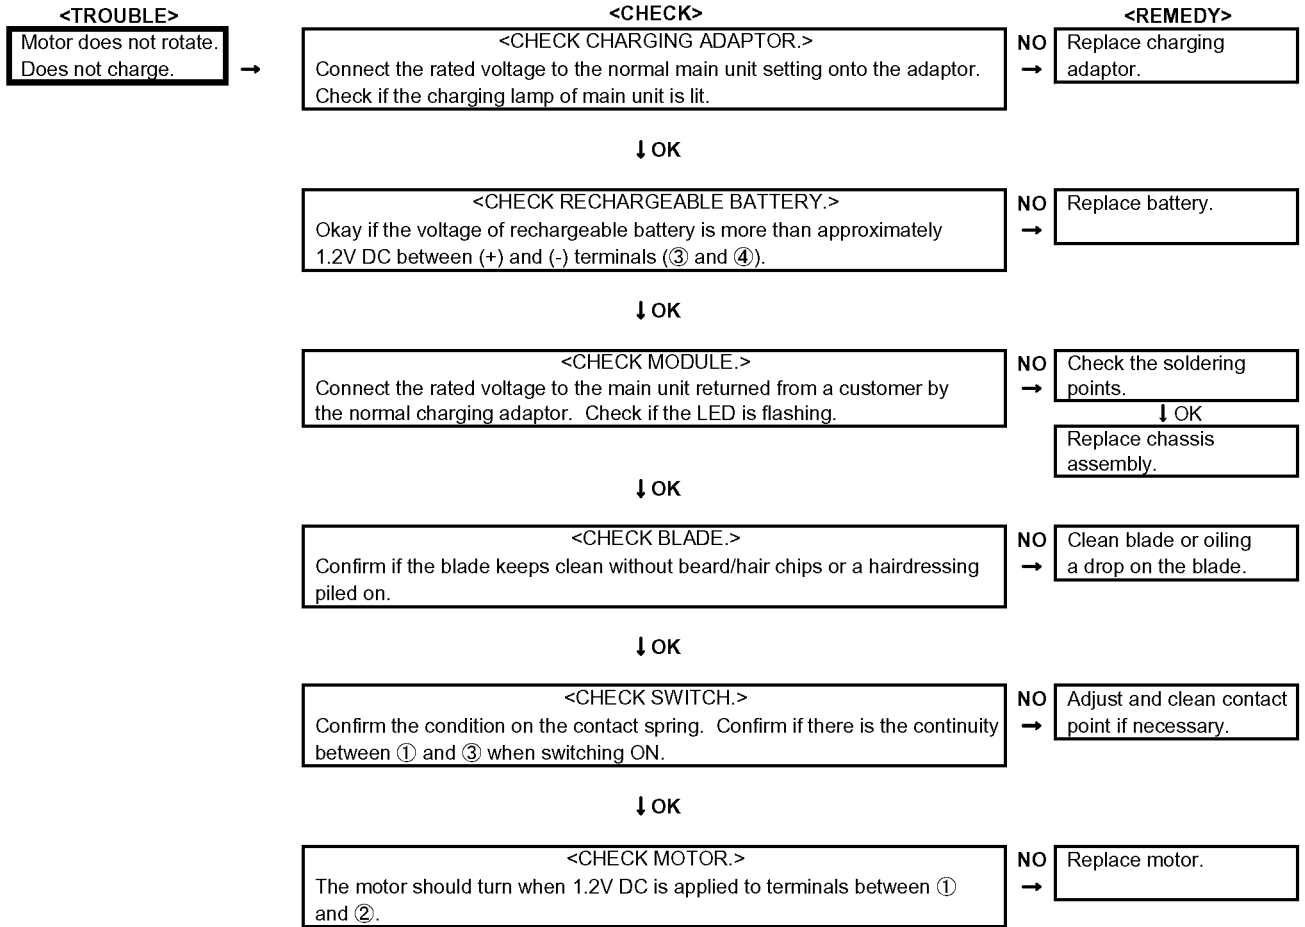 <TROUBLE>
<CHECK>
<REMEDY>
Motor does not rotate.
Does not charge.
→
<CHECK CHARGING ADAPTOR.>
Connect the rated voltage to the normal main unit setting onto the adaptor.
Check if the charging lamp of main unit is lit.
NO
→
Replace charging
adaptor.
↓ OK
<CHECK RECHARGEABLE BATTERY.>
Okay if the voltage of rechargeable battery is more than approximately
1.2V DC between (+) and (-) terminals (③ and ④).
NO
→
Replace battery.
↓ OK
<CHECK MODULE.>
Connect the rated voltage to the main unit returned from a customer by
the normal charging adaptor.  Check if the LED is flashing.
NO
→
Check the soldering
points.
↓ OK
Replace chassis
assembly.
↓ OK
<CHECK BLADE.>
Confirm if the blade keeps clean without beard/hair chips or a hairdressing
piled on.
NO
→
Clean blade or oiling
a drop on the blade.
↓ OK
<CHECK SWITCH.>
Confirm the condition on the contact spring.  Confirm if there is the continuity
between ① and ③ when switching ON.
NO
→
Adjust and clean contact
point if necessary.
↓ OK
<CHECK MOTOR.>
The motor should turn when 1.2V DC is applied to terminals between ①
and ②.
NO
→
Replace motor.